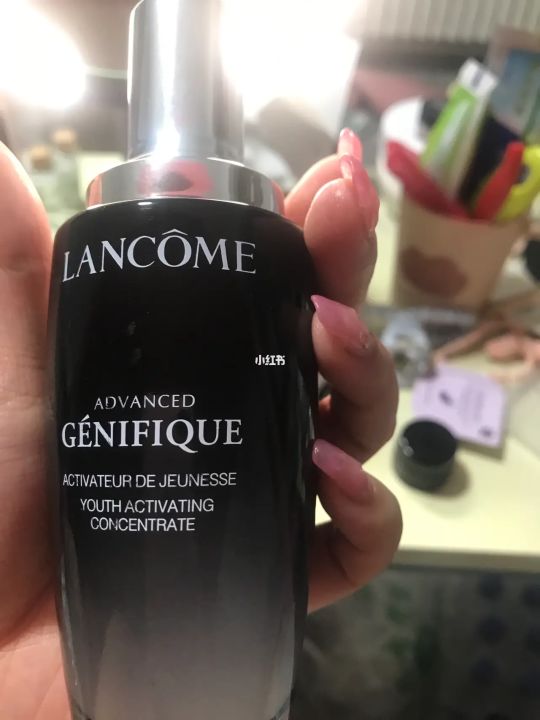 LANCÔME
小红书
ADVANCED
GÉNIFIQUE
ACTIVATEUR DE JEUNESSE
YOUTH ACTIVATING
CONCENTRATE